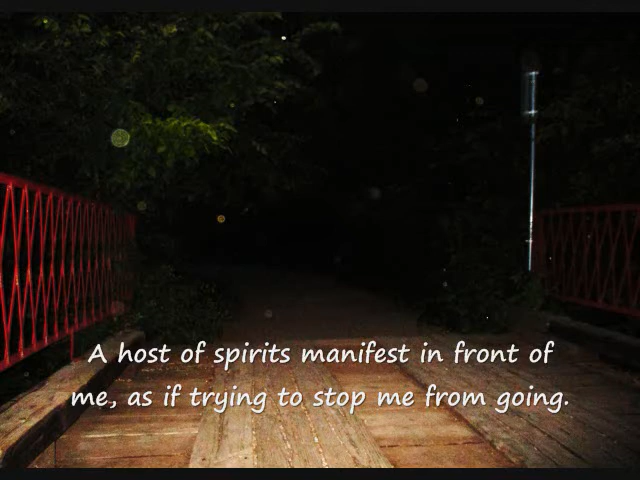 A host of spirits manifest in front of
me, as if trying to stop me from going.